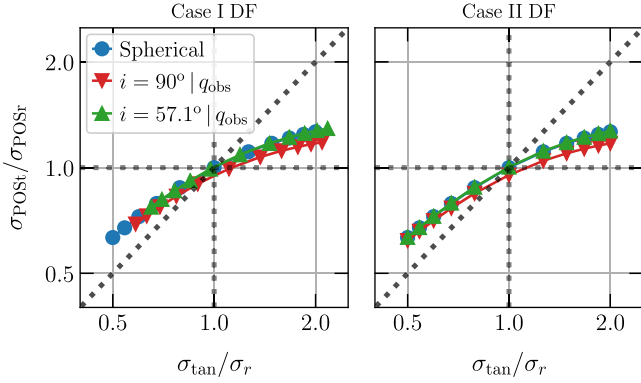 Case I DF
Case II DF
Spherical
i = 90° | q_obs
i = 57.1° | q_obs
σ_POSt/σ_POSr
2.0
1.0
0.5
0.5 1.0 2.0
0.5 1.0 2.0
σ_tan/σ_r
σ_tan/σ_r